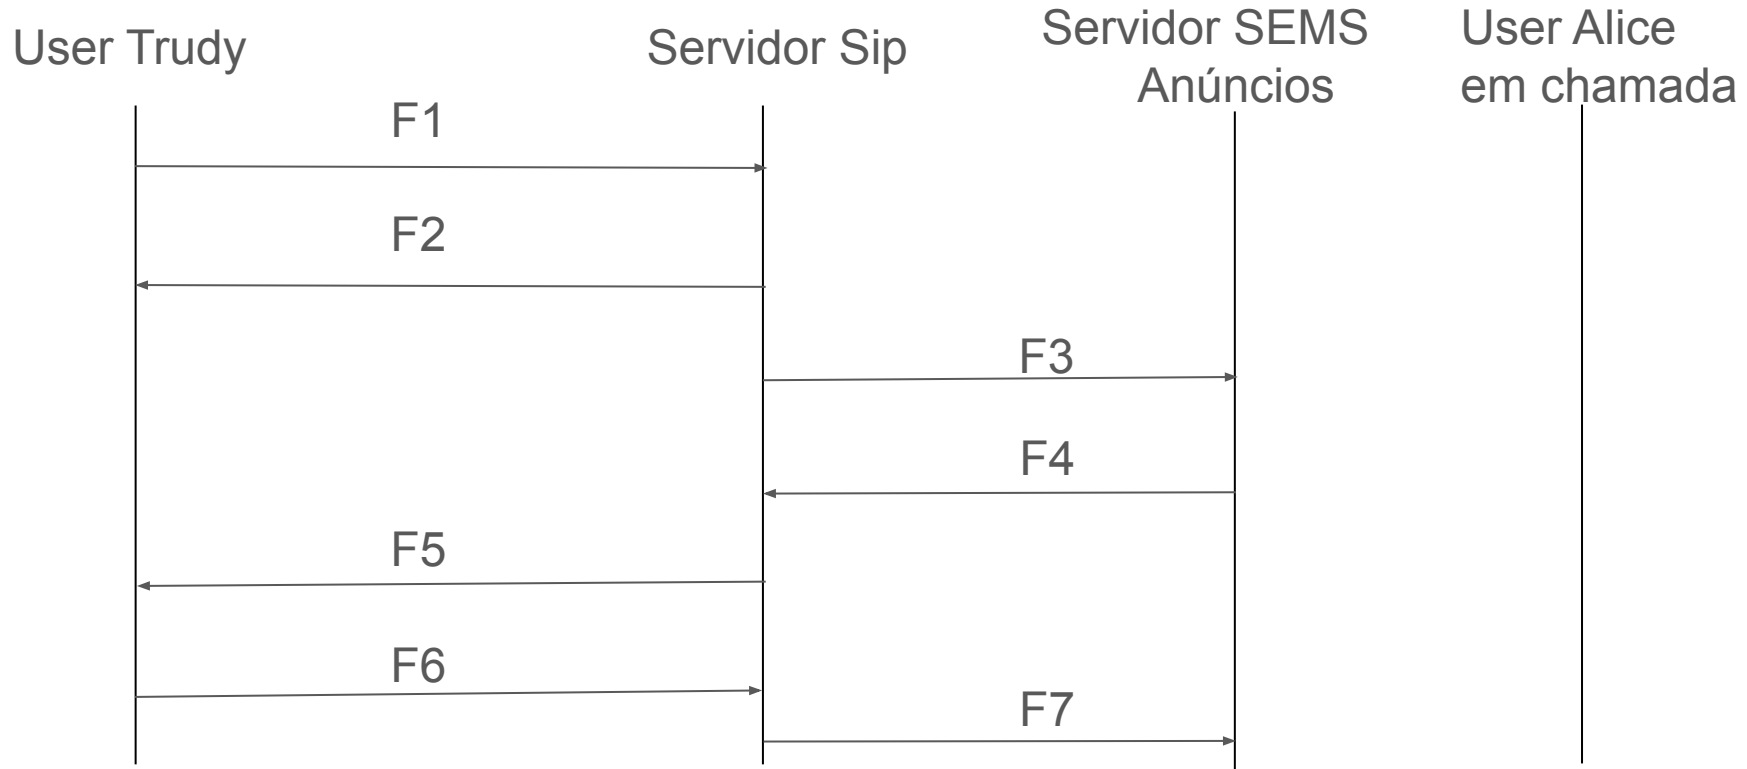 User Trudy
Servidor Sip
Servidor SEMS
Anúncios
User Alice
em chamada
F1
F2
F3
F4
F5
F6
F7